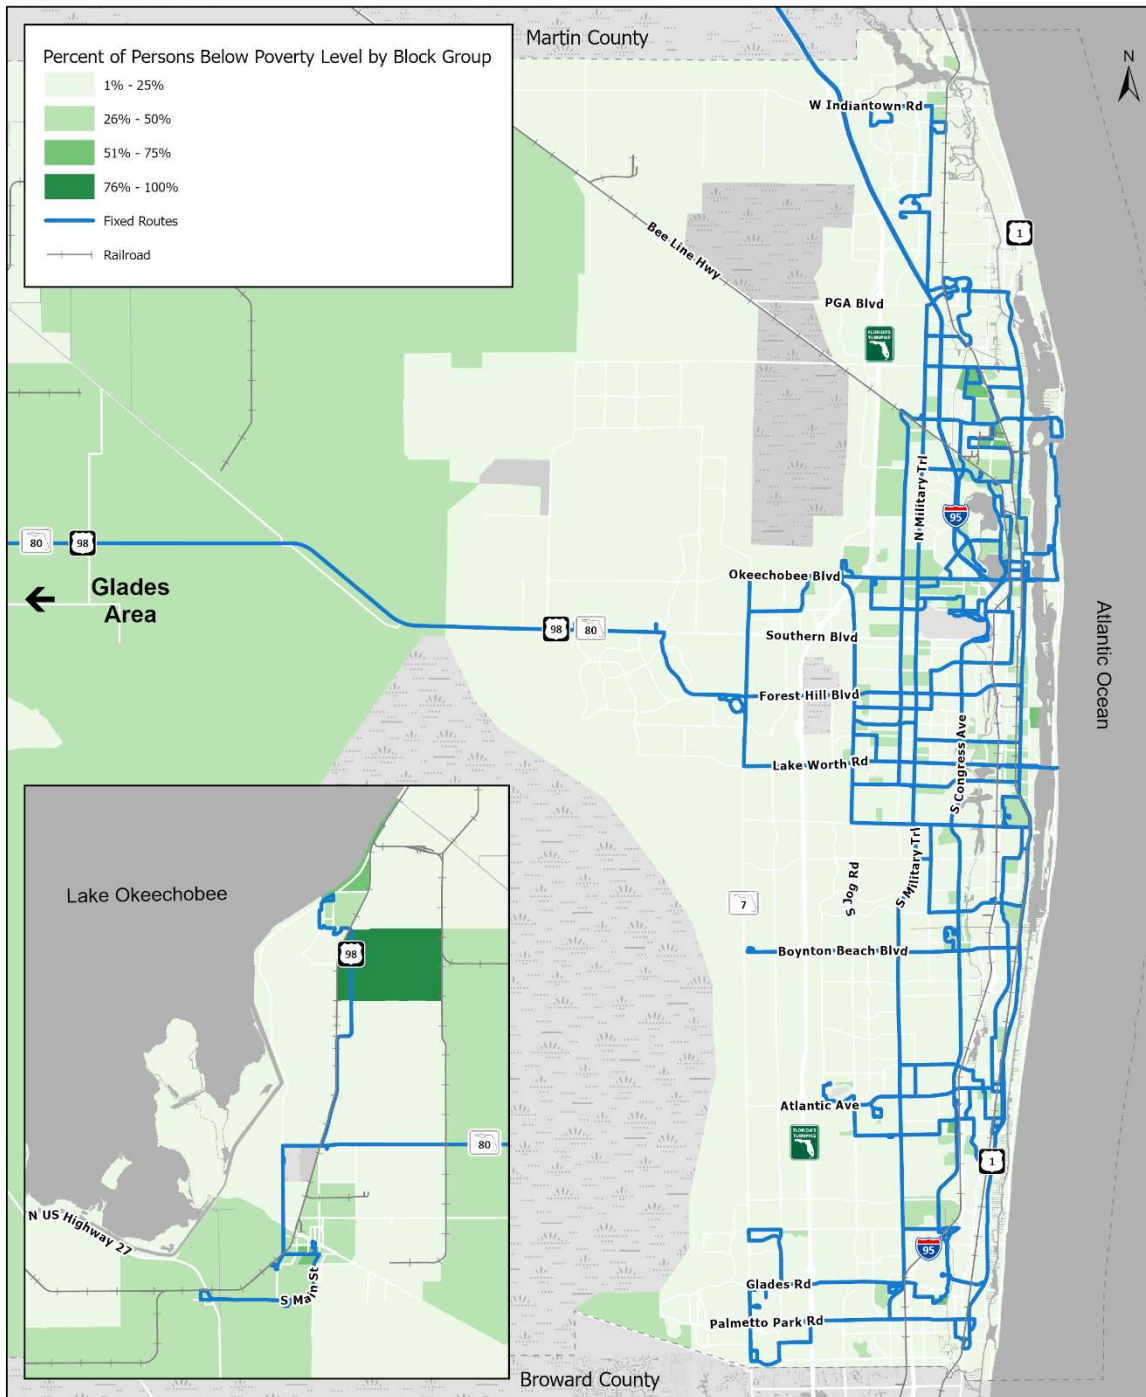 Martin County
Percent of Persons Below Poverty Level by Block Group
1% - 25%
26% - 50%
51% - 75%
76% - 100%
Fixed Routes
Railroad
N
W Indiantown Rd
1
Bee Line Hwy
PGA Blvd
FLORIDA'S
TURNPIKE
N Military Trl
95
80
98
Okeechobee Blvd
Glades
Area
98
80
Southern Blvd
Atlantic Ocean
Forest Hill Blvd
S Congress Ave
Lake Worth Rd
S Military Trl
S Jog Rd
7
Boynton Beach Blvd
Lake Okeechobee
98
Atlantic Ave
FLORIDA'S
TURNPIKE
80
1
N US Highway 27
95
S Main St
Glades Rd
Palmetto Park Rd
Broward County